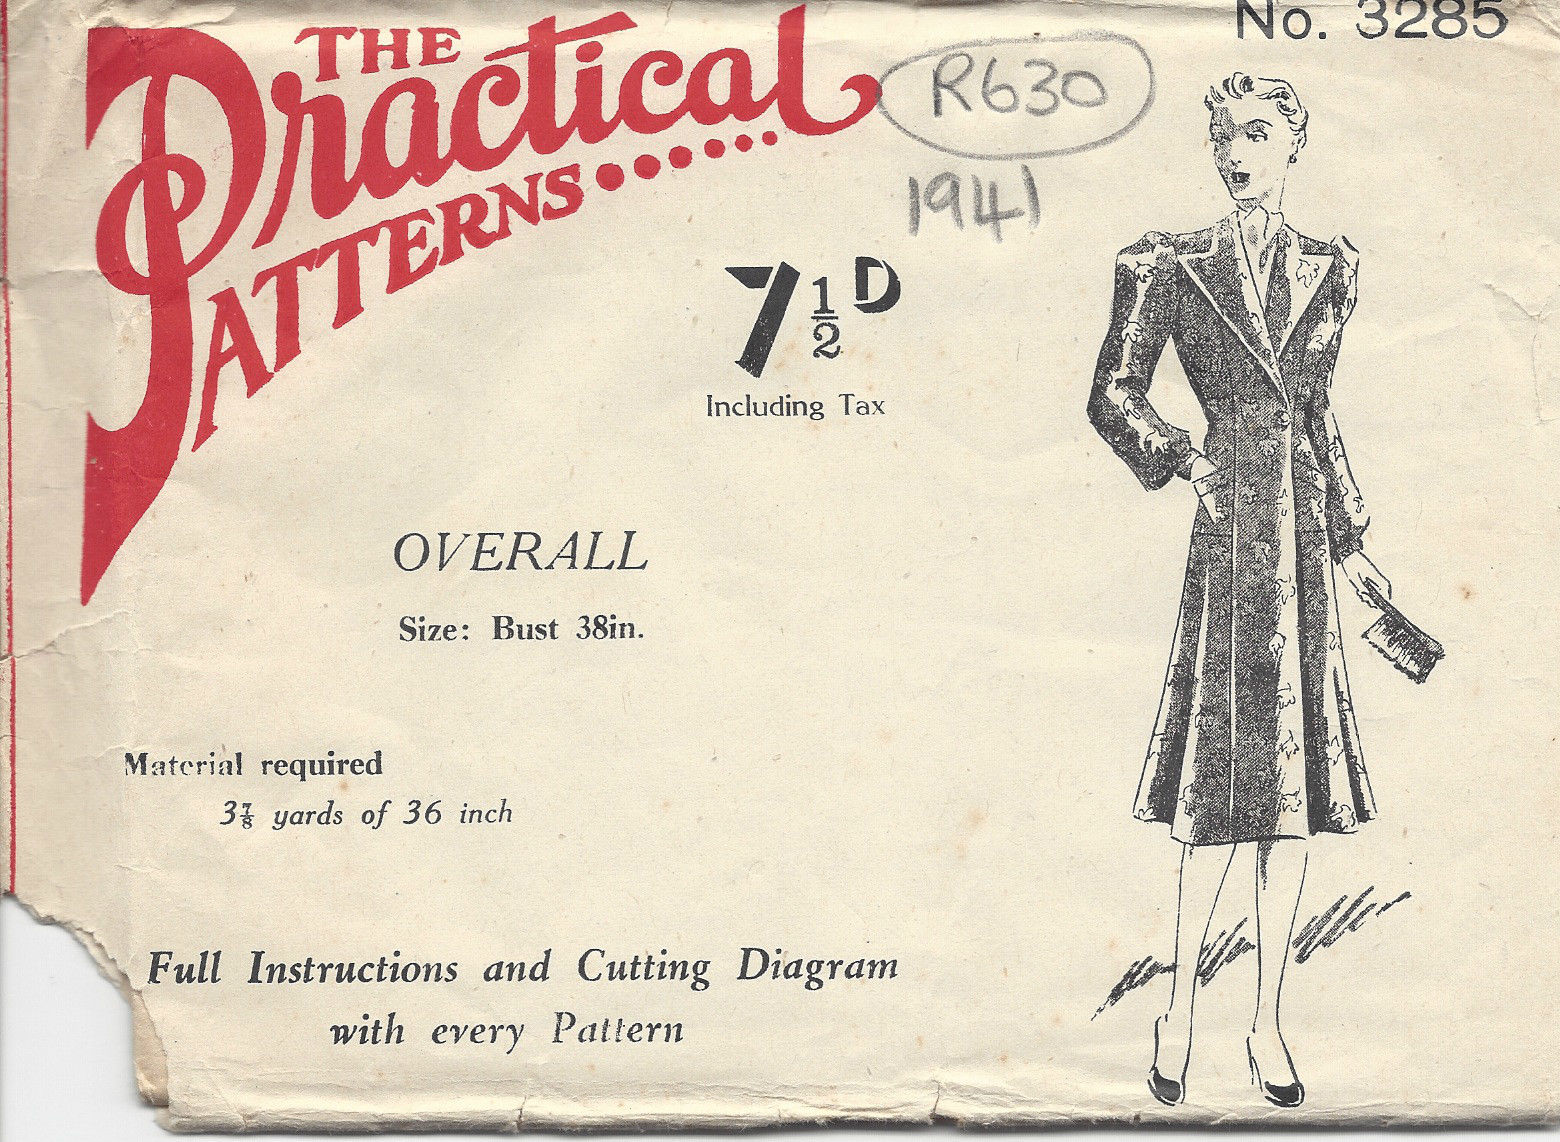 THE
Practical
PATTERNS......
No. 3285
R630
1941
7½D
Including Tax
OVERALL
Size: Bust 38in.
Material required
3⅞ yards of 36 inch
Full Instructions and Cutting Diagram
with every Pattern